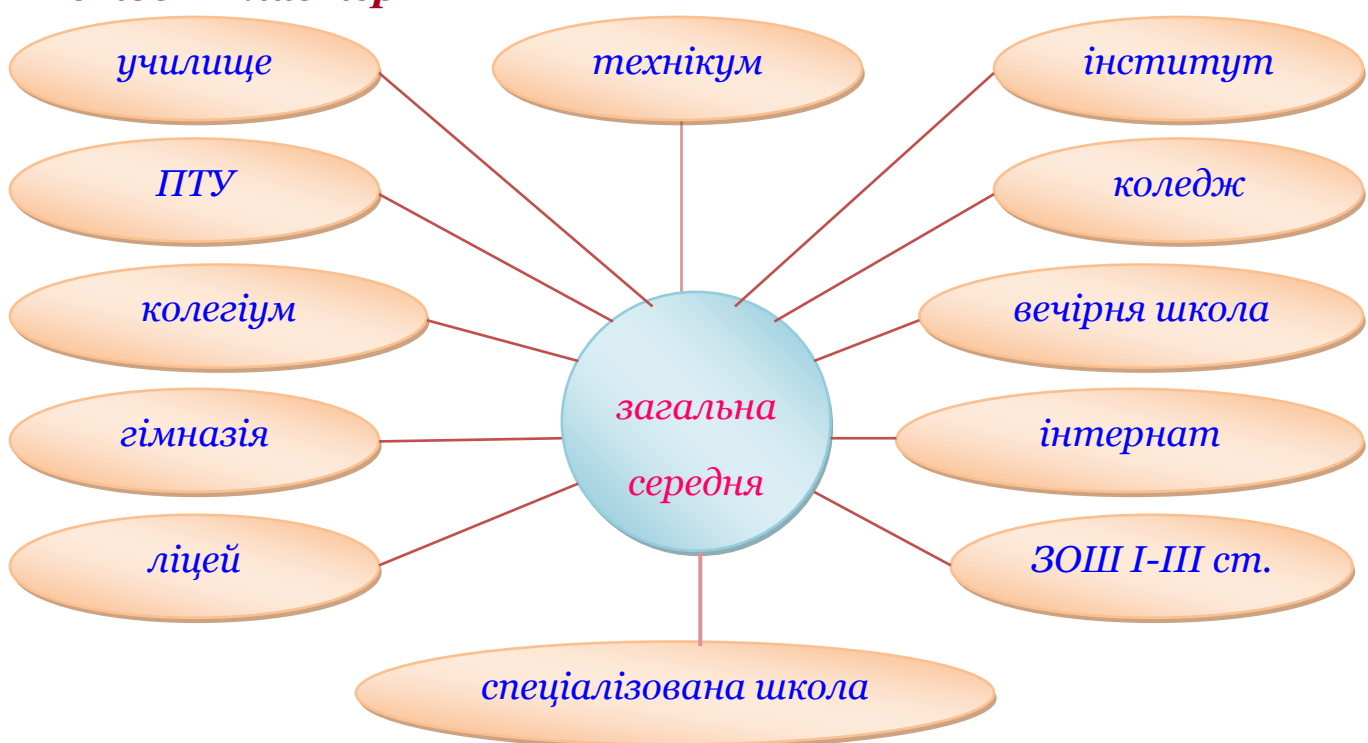 училище
технікум
інститут
ПТУ
коледж
колегіум
вечірня школа
загальна
середня
гімназія
інтернат
ліцей
ЗОШ І-ІІІ ст.
спеціалізована школа